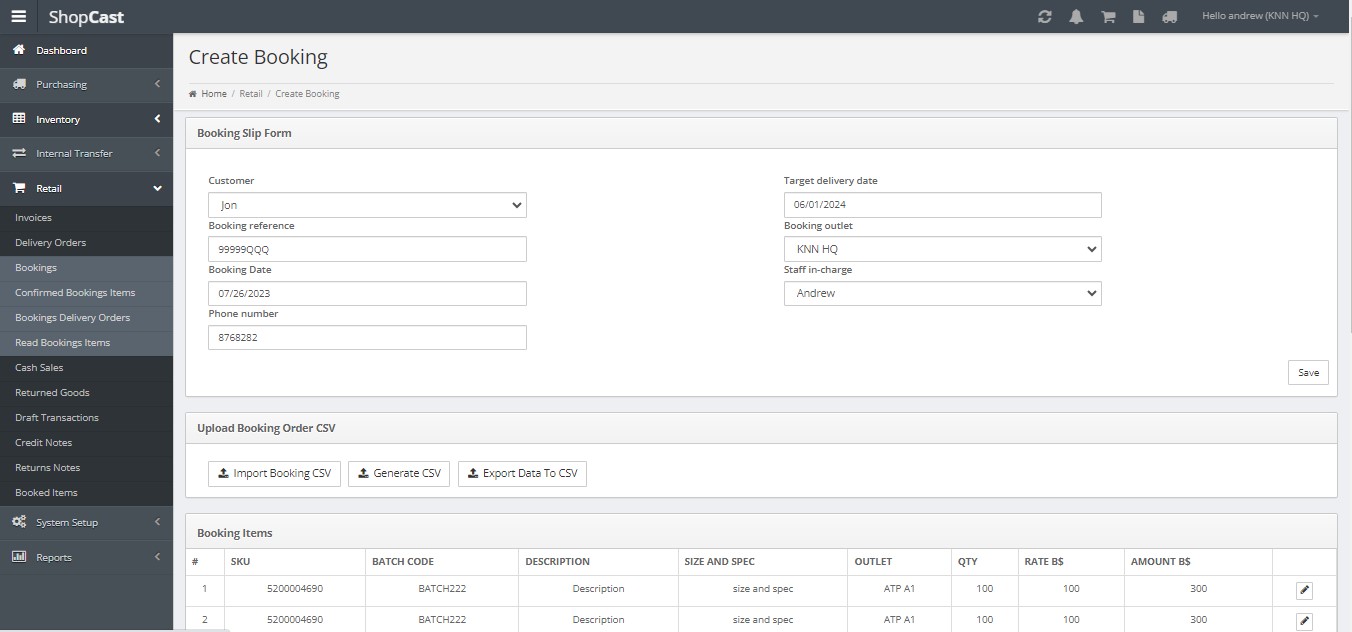 ShopCast
Hello andrew (KNN HQ)
Dashboard
Purchasing
Inventory
Internal Transfer
Retail
Invoices
Delivery Orders
Bookings
Confirmed Bookings Items
Bookings Delivery Orders
Read Bookings Items
Cash Sales
Returned Goods
Draft Transactions
Credit Notes
Returns Notes
Booked Items
System Setup
Reports
Create Booking
Home / Retail / Create Booking
Booking Slip Form
Customer
Jon
Booking reference
99999QQQ
Booking Date
07/26/2023
Phone number
8768282
Target delivery date
06/01/2024
Booking outlet
KNN HQ
Staff in-charge
Andrew
Save
Upload Booking Order CSV
Import Booking CSV Generate CSV Export Data To CSV
Booking Items
# SKU BATCH CODE DESCRIPTION SIZE AND SPEC OUTLET QTY RATE B$ AMOUNT B$
1 5200004690 BATCH222 Description size and spec ATP A1 100 100 300
2 5200004690 BATCH222 Description size and spec ATP A1 100 100 300